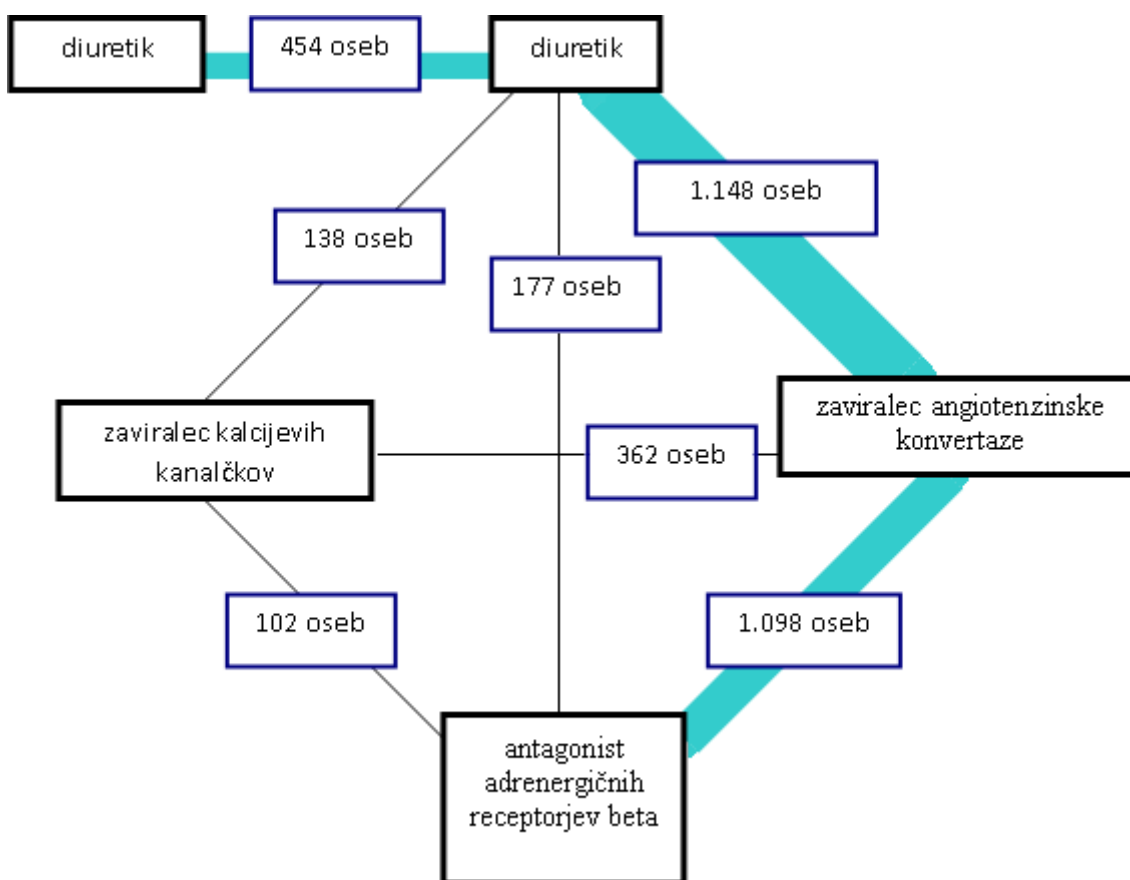 diuretik
454 oseb
diuretik
1.148 oseb
138 oseb
177 oseb
zaviralec angiotenzinske
konvertaze
zaviralec kalcijevih
kanalčkov
362 oseb
102 oseb
1.098 oseb
antagonist
adrenergičnih
receptorjev beta